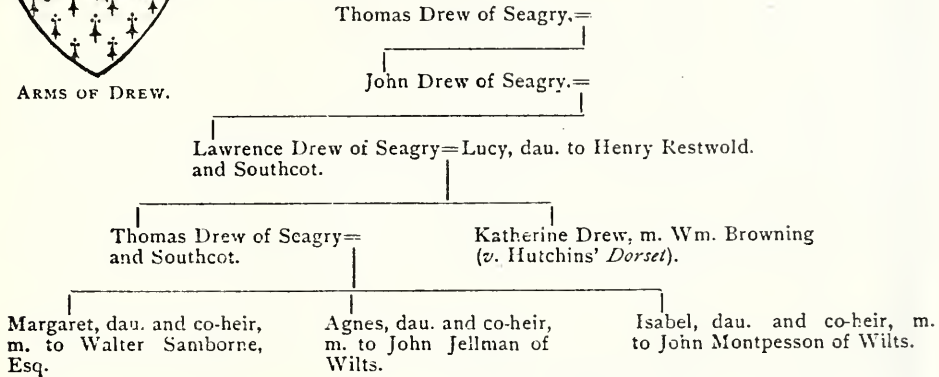 Thomas Drew of Seagry.=
ARMS OF DREW.
John Drew of Seagry.=
Lawrence Drew of Seagry=Lucy, dau. to Henry Restwold.
and Southcot.
Thomas Drew of Seagry=
and Southcot.
Katherine Drew, m. Wm. Browning
(v. Hutchins' Dorset).
Margaret, dau. and co-heir,
m. to Walter Samborne,
Esq.
Agnes, dau. and co-heir,
m. to John Jellman of
Wilts.
Isabel, dau. and co-heir, m.
to John Montpesson of Wilts.